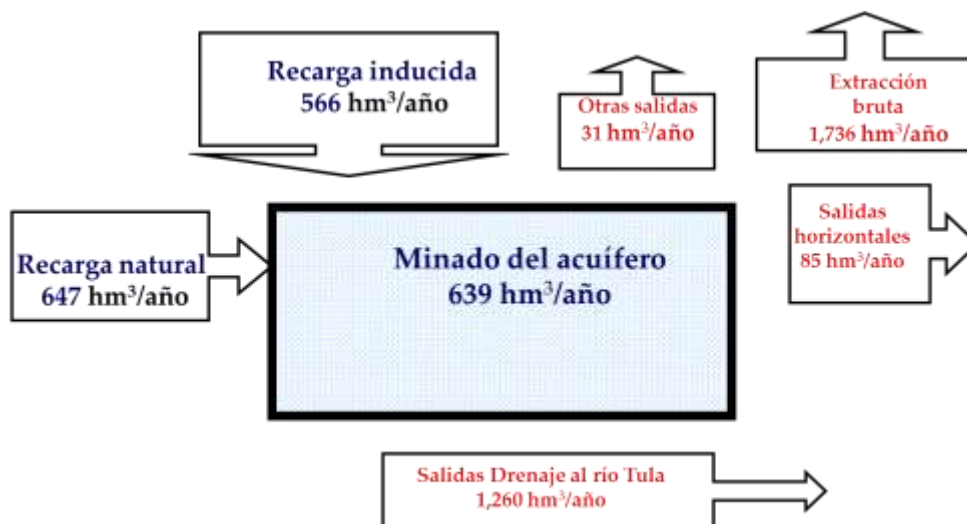 Recarga inducida
566 hm³/año
Otras salidas
31 hm³/año
Extracción
bruta
1,736 hm³/año
Recarga natural
647 hm³/año
Minado del acuífero
639 hm³/año
Salidas
horizontales
85 hm³/año
Salidas Drenaje al río Tula
1,260 hm³/año